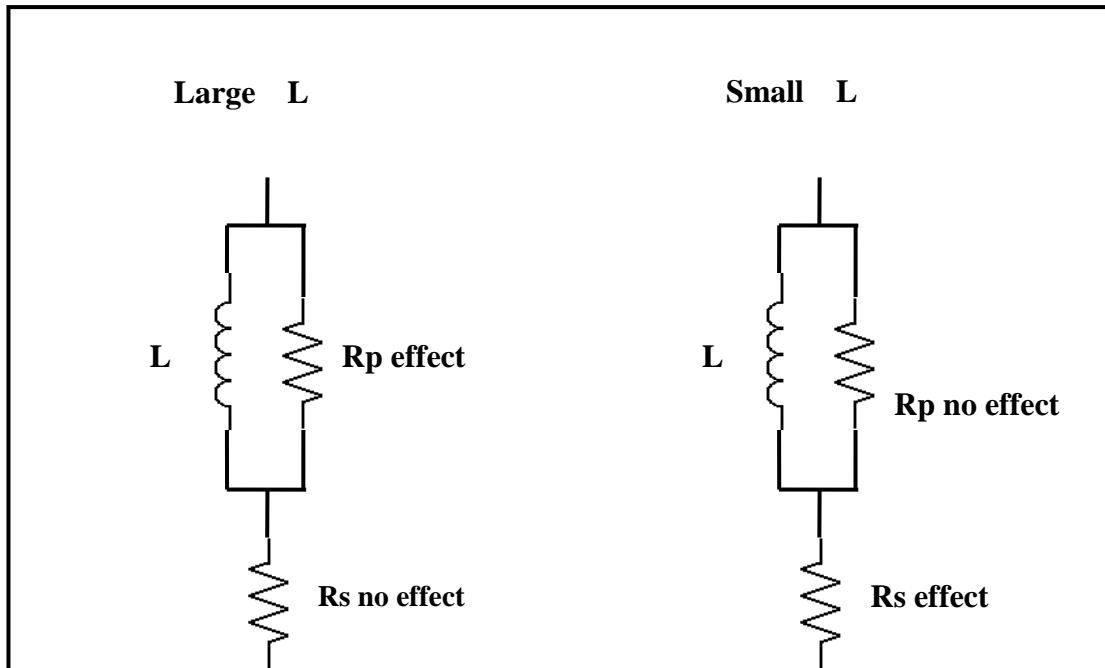 Large L
L
Rp effect
Rs no effect
Small L
L
Rp no effect
Rs effect